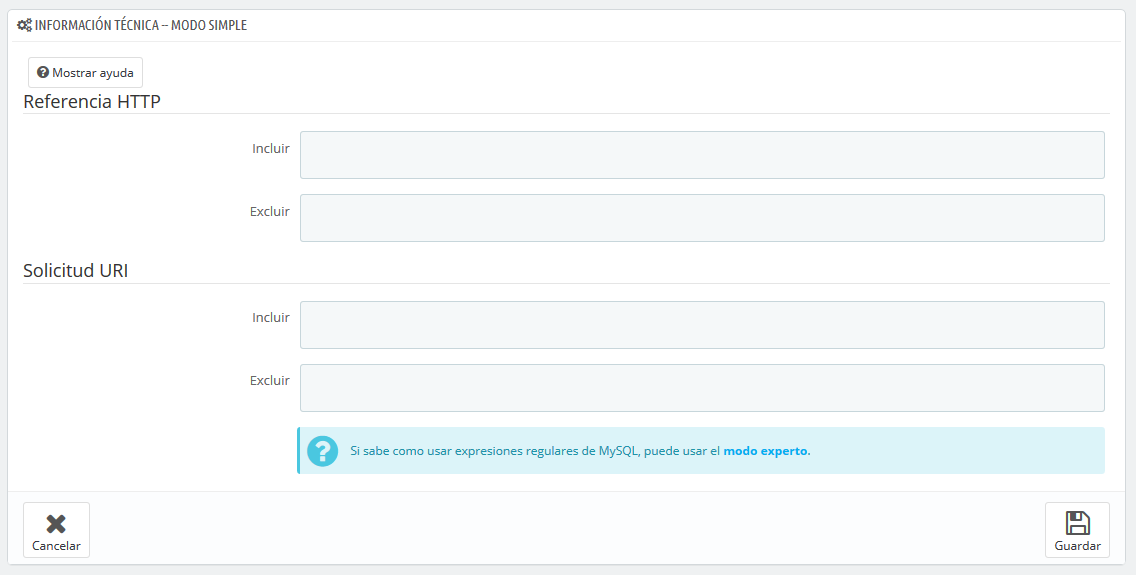 INFORMACIÓN TÉCNICA -- MODO SIMPLE
Mostrar ayuda
Referencia HTTP
Incluir
Excluir
Solicitud URI
Incluir
Excluir
Si sabe como usar expresiones regulares de MySQL, puede usar el modo experto.
Cancelar
Guardar